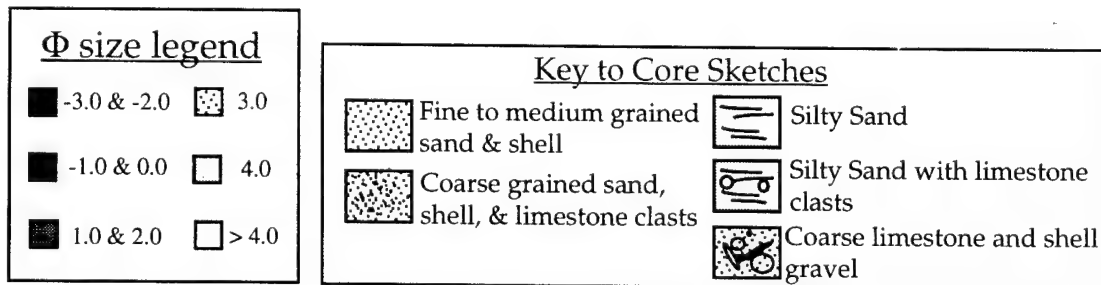 Φ size legend
-3.0 & -2.0
3.0
-1.0 & 0.0
4.0
1.0 & 2.0
> 4.0
Key to Core Sketches
Fine to medium grained
sand & shell
Coarse grained sand,
shell, & limestone clasts
Silty Sand
Silty Sand with limestone
clasts
Coarse limestone and shell
gravel